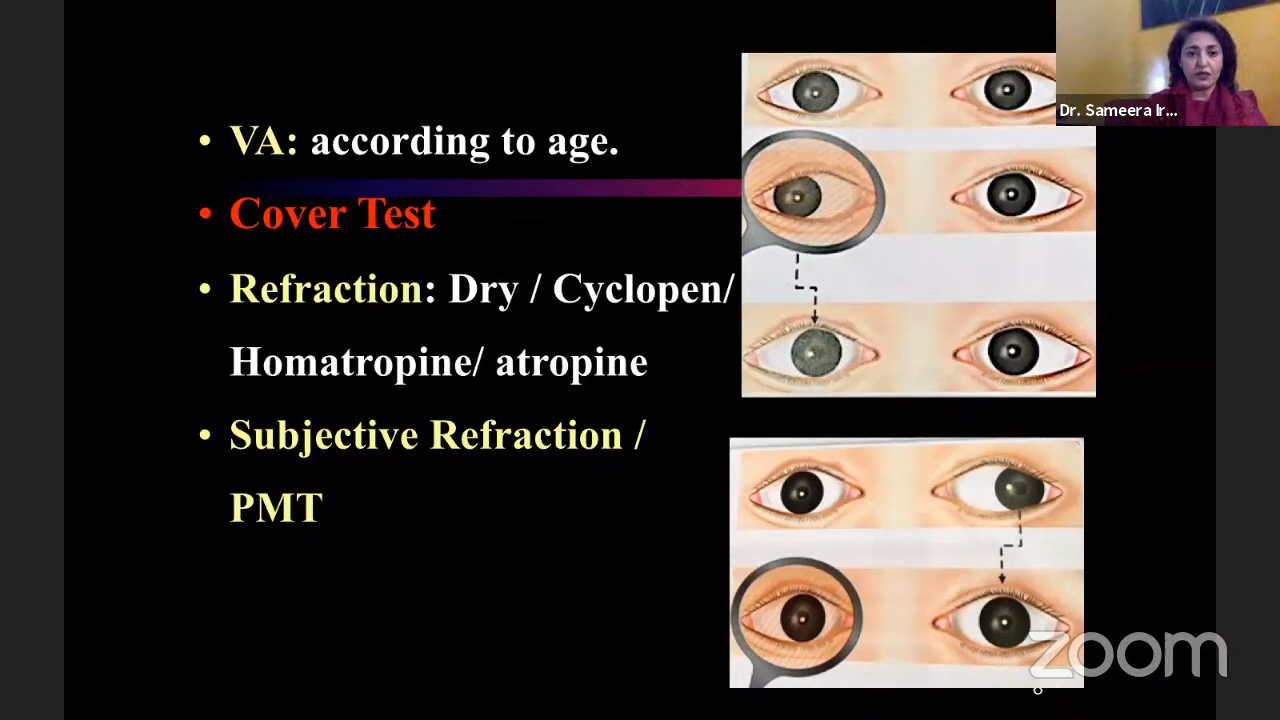 • VA: according to age.
• Cover Test
• Refraction: Dry / Cyclopen/
Homatropine/ atropine
• Subjective Refraction /
PMT
Dr. Sameera Ir...
zoom